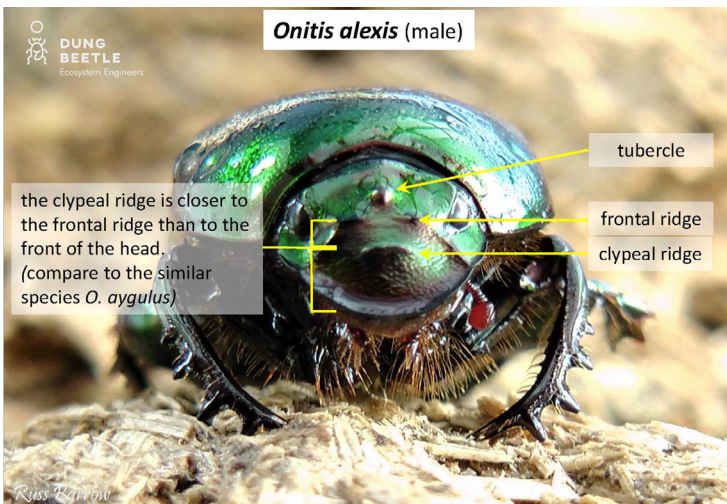 Onitis alexis (male)
DUNG
BEETLE
Ecosystem Engineers
tubercle
the clypeal ridge is closer to
the frontal ridge than to the
front of the head.
(compare to the similar
species O. aygulus)
frontal ridge
clypeal ridge
Russ Barrow